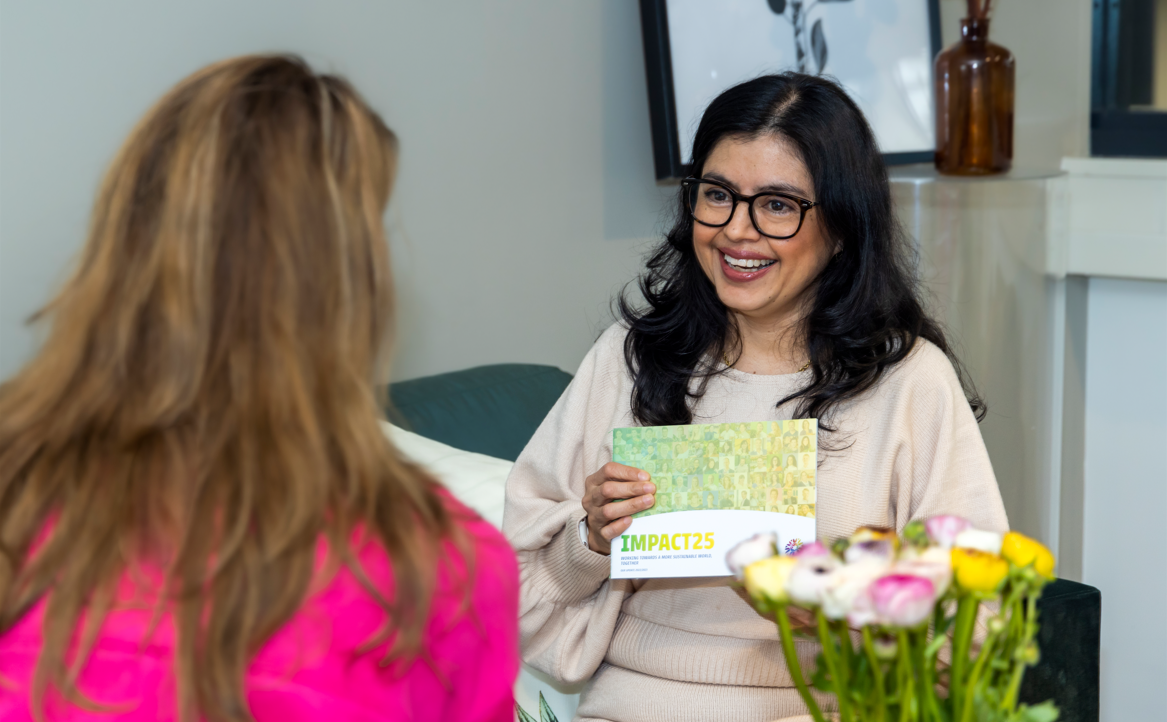 IMPACT25
WORKING TOWARDS A MORE SUSTAINABLE WORLD,
TOGETHER